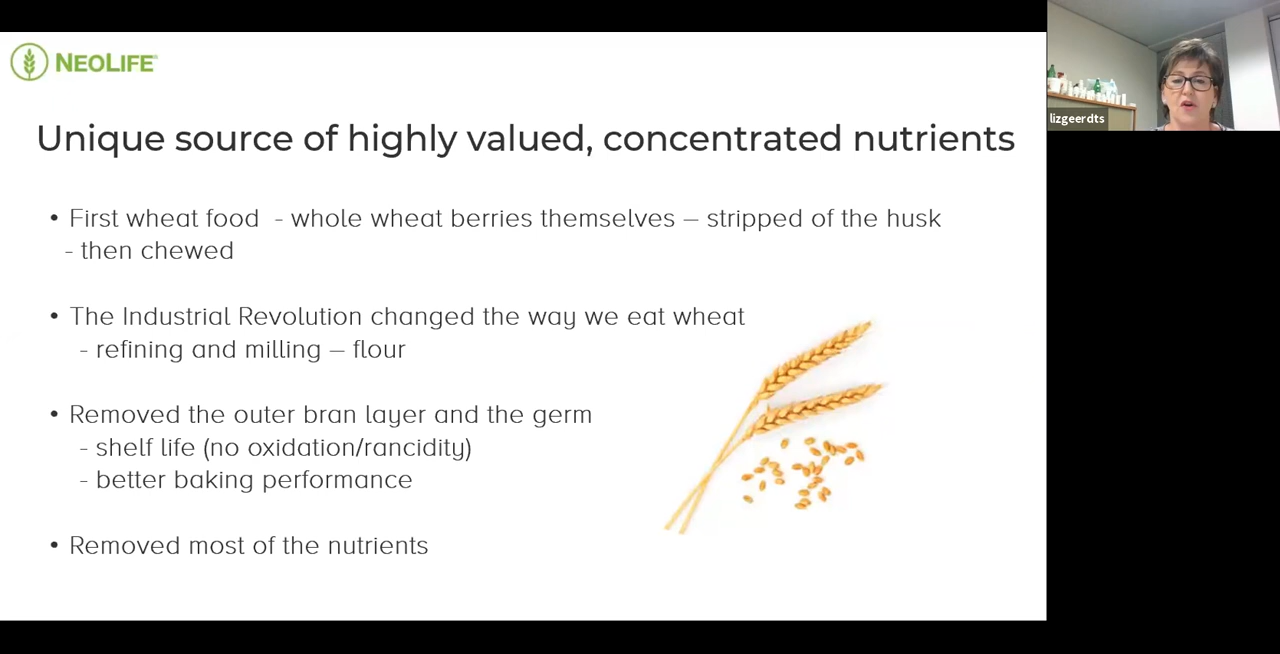 NEOLIFE
lizgeerdts
Unique source of highly valued, concentrated nutrients
• First wheat food - whole wheat berries themselves – stripped of the husk
- then chewed
• The Industrial Revolution changed the way we eat wheat
- refining and milling – flour
• Removed the outer bran layer and the germ
- shelf life (no oxidation/rancidity)
- better baking performance
• Removed most of the nutrients